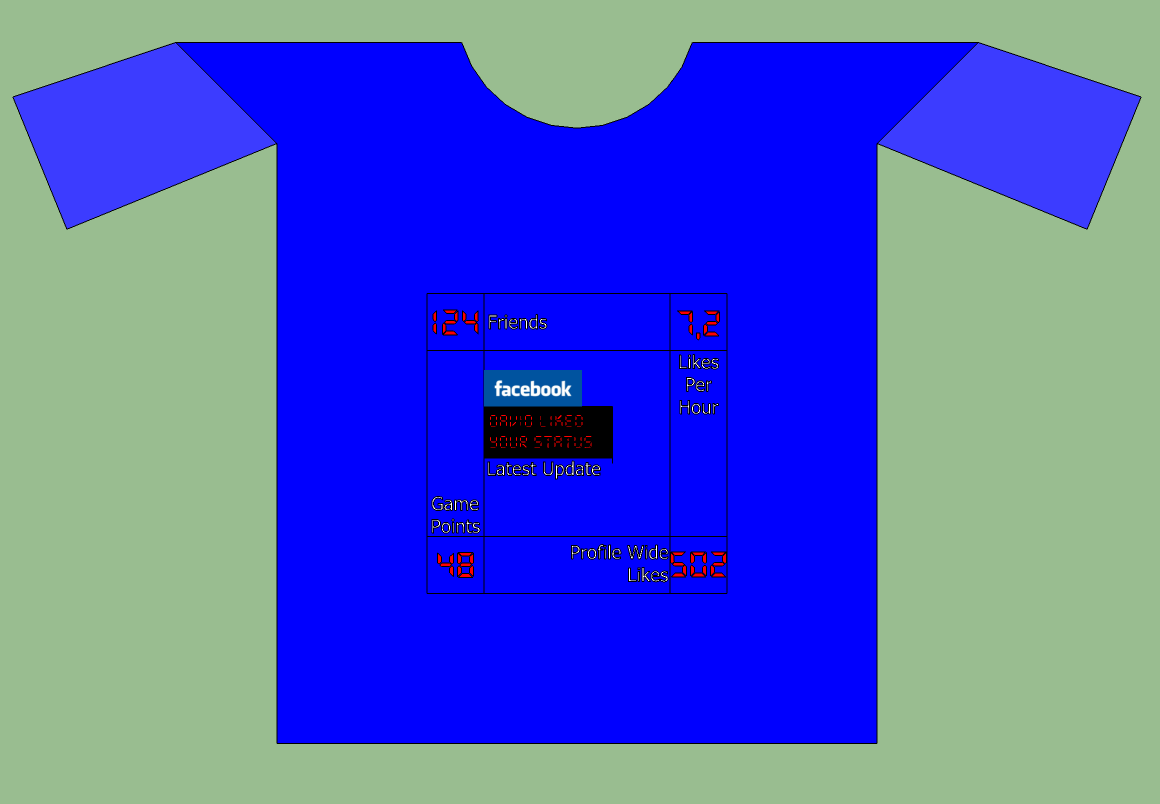 124 Friends 7,2
Likes
Per
Hour
facebook
DAVID LIKED
YOUR STATUS
Latest Update
Game
Points
48
Profile Wide
Likes
502